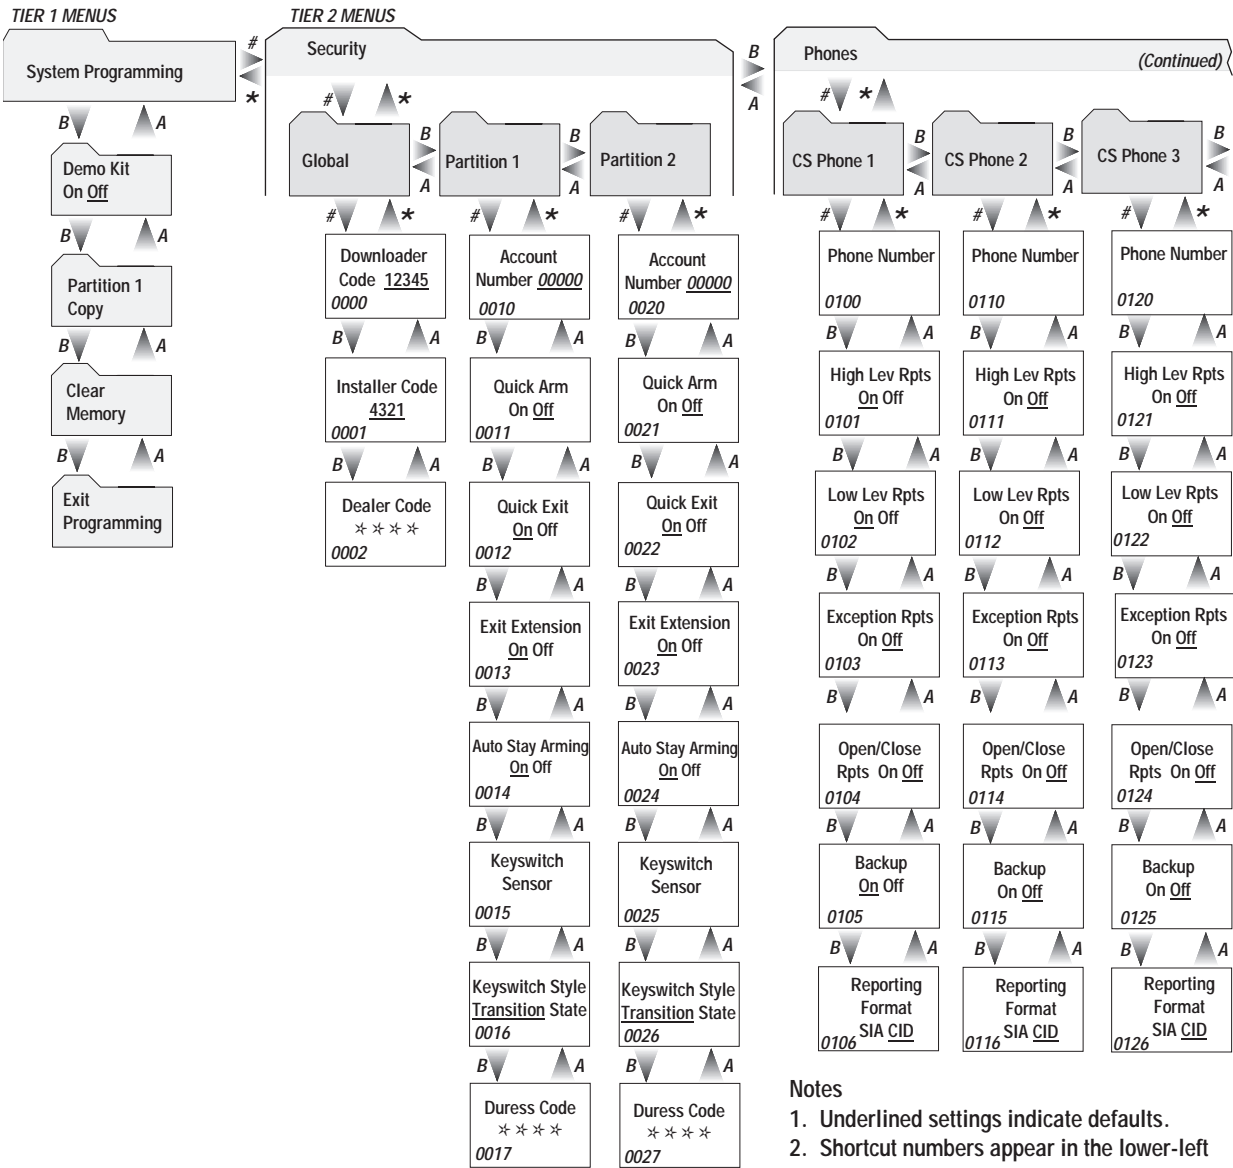 TIER 1 MENUS
System Programming
#
*
B
A
Demo Kit
On Off
B
A
Partition 1
Copy
B
A
Clear
Memory
B
A
Exit
Programming
TIER 2 MENUS
Security
# *
Global
B
A
Partition 1
B
A
Partition 2
B
A
# *
Downloader
Code 12345
0000
B
A
Installer Code
4321
0001
B
A
Dealer Code
****
0002
# *
Account
Number 00000
0010
B
A
Quick Arm
On Off
0011
B
A
Quick Exit
On Off
0012
B
A
Exit Extension
On Off
0013
B
A
Auto Stay Arming
On Off
0014
B
A
Keyswitch
Sensor
0015
B
A
Keyswitch Style
Transition State
0016
B
A
Duress Code
****
0017
# *
Account
Number 00000
0020
B
A
Quick Arm
On Off
0021
B
A
Quick Exit
On Off
0022
B
A
Exit Extension
On Off
0023
B
A
Auto Stay Arming
On Off
0024
B
A
Keyswitch
Sensor
0025
B
A
Keyswitch Style
Transition State
0026
B
A
Duress Code
****
0027
Phones
(Continued)
# *
CS Phone 1
B
A
CS Phone 2
B
A
CS Phone 3
B
A
# *
Phone Number
0100
B
A
High Lev Rpts
On Off
0101
B
A
Low Lev Rpts
On Off
0102
B
A
Exception Rpts
On Off
0103
B
A
Open/Close
Rpts On Off
0104
B
A
Backup
On Off
0105
B
A
Reporting
Format
SIA CID
0106
# *
Phone Number
0110
B
A
High Lev Rpts
On Off
0111
B
A
Low Lev Rpts
On Off
0112
B
A
Exception Rpts
On Off
0113
B
A
Open/Close
Rpts On Off
0114
B
A
Backup
On Off
0115
B
A
Reporting
Format
SIA CID
0116
# *
Phone Number
0120
B
A
High Lev Rpts
On Off
0121
B
A
Low Lev Rpts
On Off
0122
B
A
Exception Rpts
On Off
0123
B
A
Open/Close
Rpts On Off
0124
B
A
Backup
On Off
0125
B
A
Reporting
Format
SIA CID
0126
Notes
1. Underlined settings indicate defaults.
2. Shortcut numbers appear in the lower-left